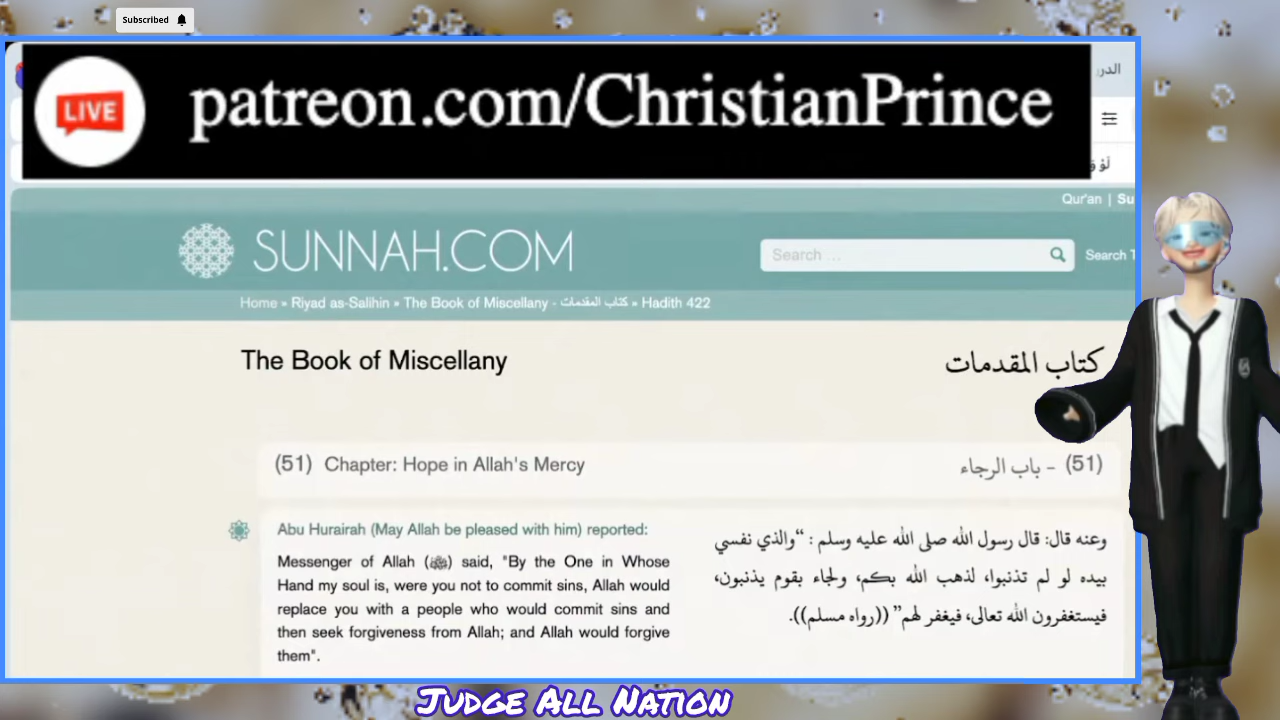 Subscribed
LIVE
patreon.com/ChristianPrince
لَوْ
Qur'an | Su
SUNNAH.COM
Search ...
Search T
Home » Riyad as-Salihin » The Book of Miscellany - كتاب المقدمات » Hadith 422
The Book of Miscellany
كتاب المقدمات
(51) Chapter: Hope in Allah's Mercy
(51) - باب الرجاء
Abu Hurairah (May Allah be pleased with him) reported:
Messenger of Allah (ﷺ) said, "By the One in Whose
Hand my soul is, were you not to commit sins, Allah would
replace you with a people who would commit sins and
then seek forgiveness from Allah; and Allah would forgive
them".
وعنه قال: قال رسول الله صلى الله عليه وسلم : “والذي نفسي
بيده لو لم تذنبوا، لذهب الله بكم، ولجاء بقوم يذنبون،
فيستغفرون الله تعالى، فيغفر لهم” ((رواه مسلم)).
Judge All Nation